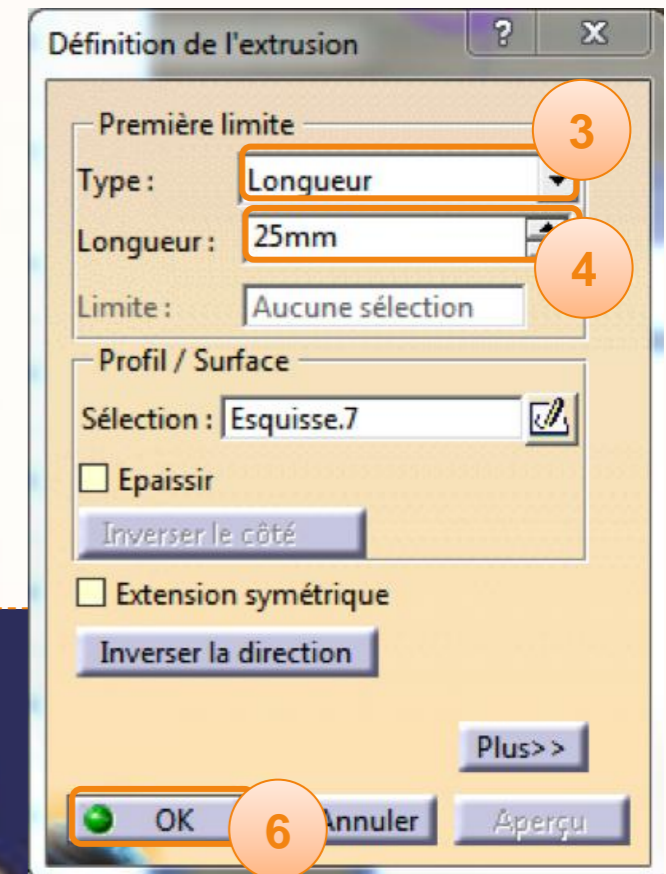 Définition de l'extrusion ? X
Première limite
3
Type : Longueur
Longueur : 25mm
4
Limite : Aucune sélection
Profil / Surface
Sélection : Esquisse.7
Epaissir
Inverser le côté
Extension symétrique
Inverser la direction
Plus>>
OK 6 Annuler Aperçu